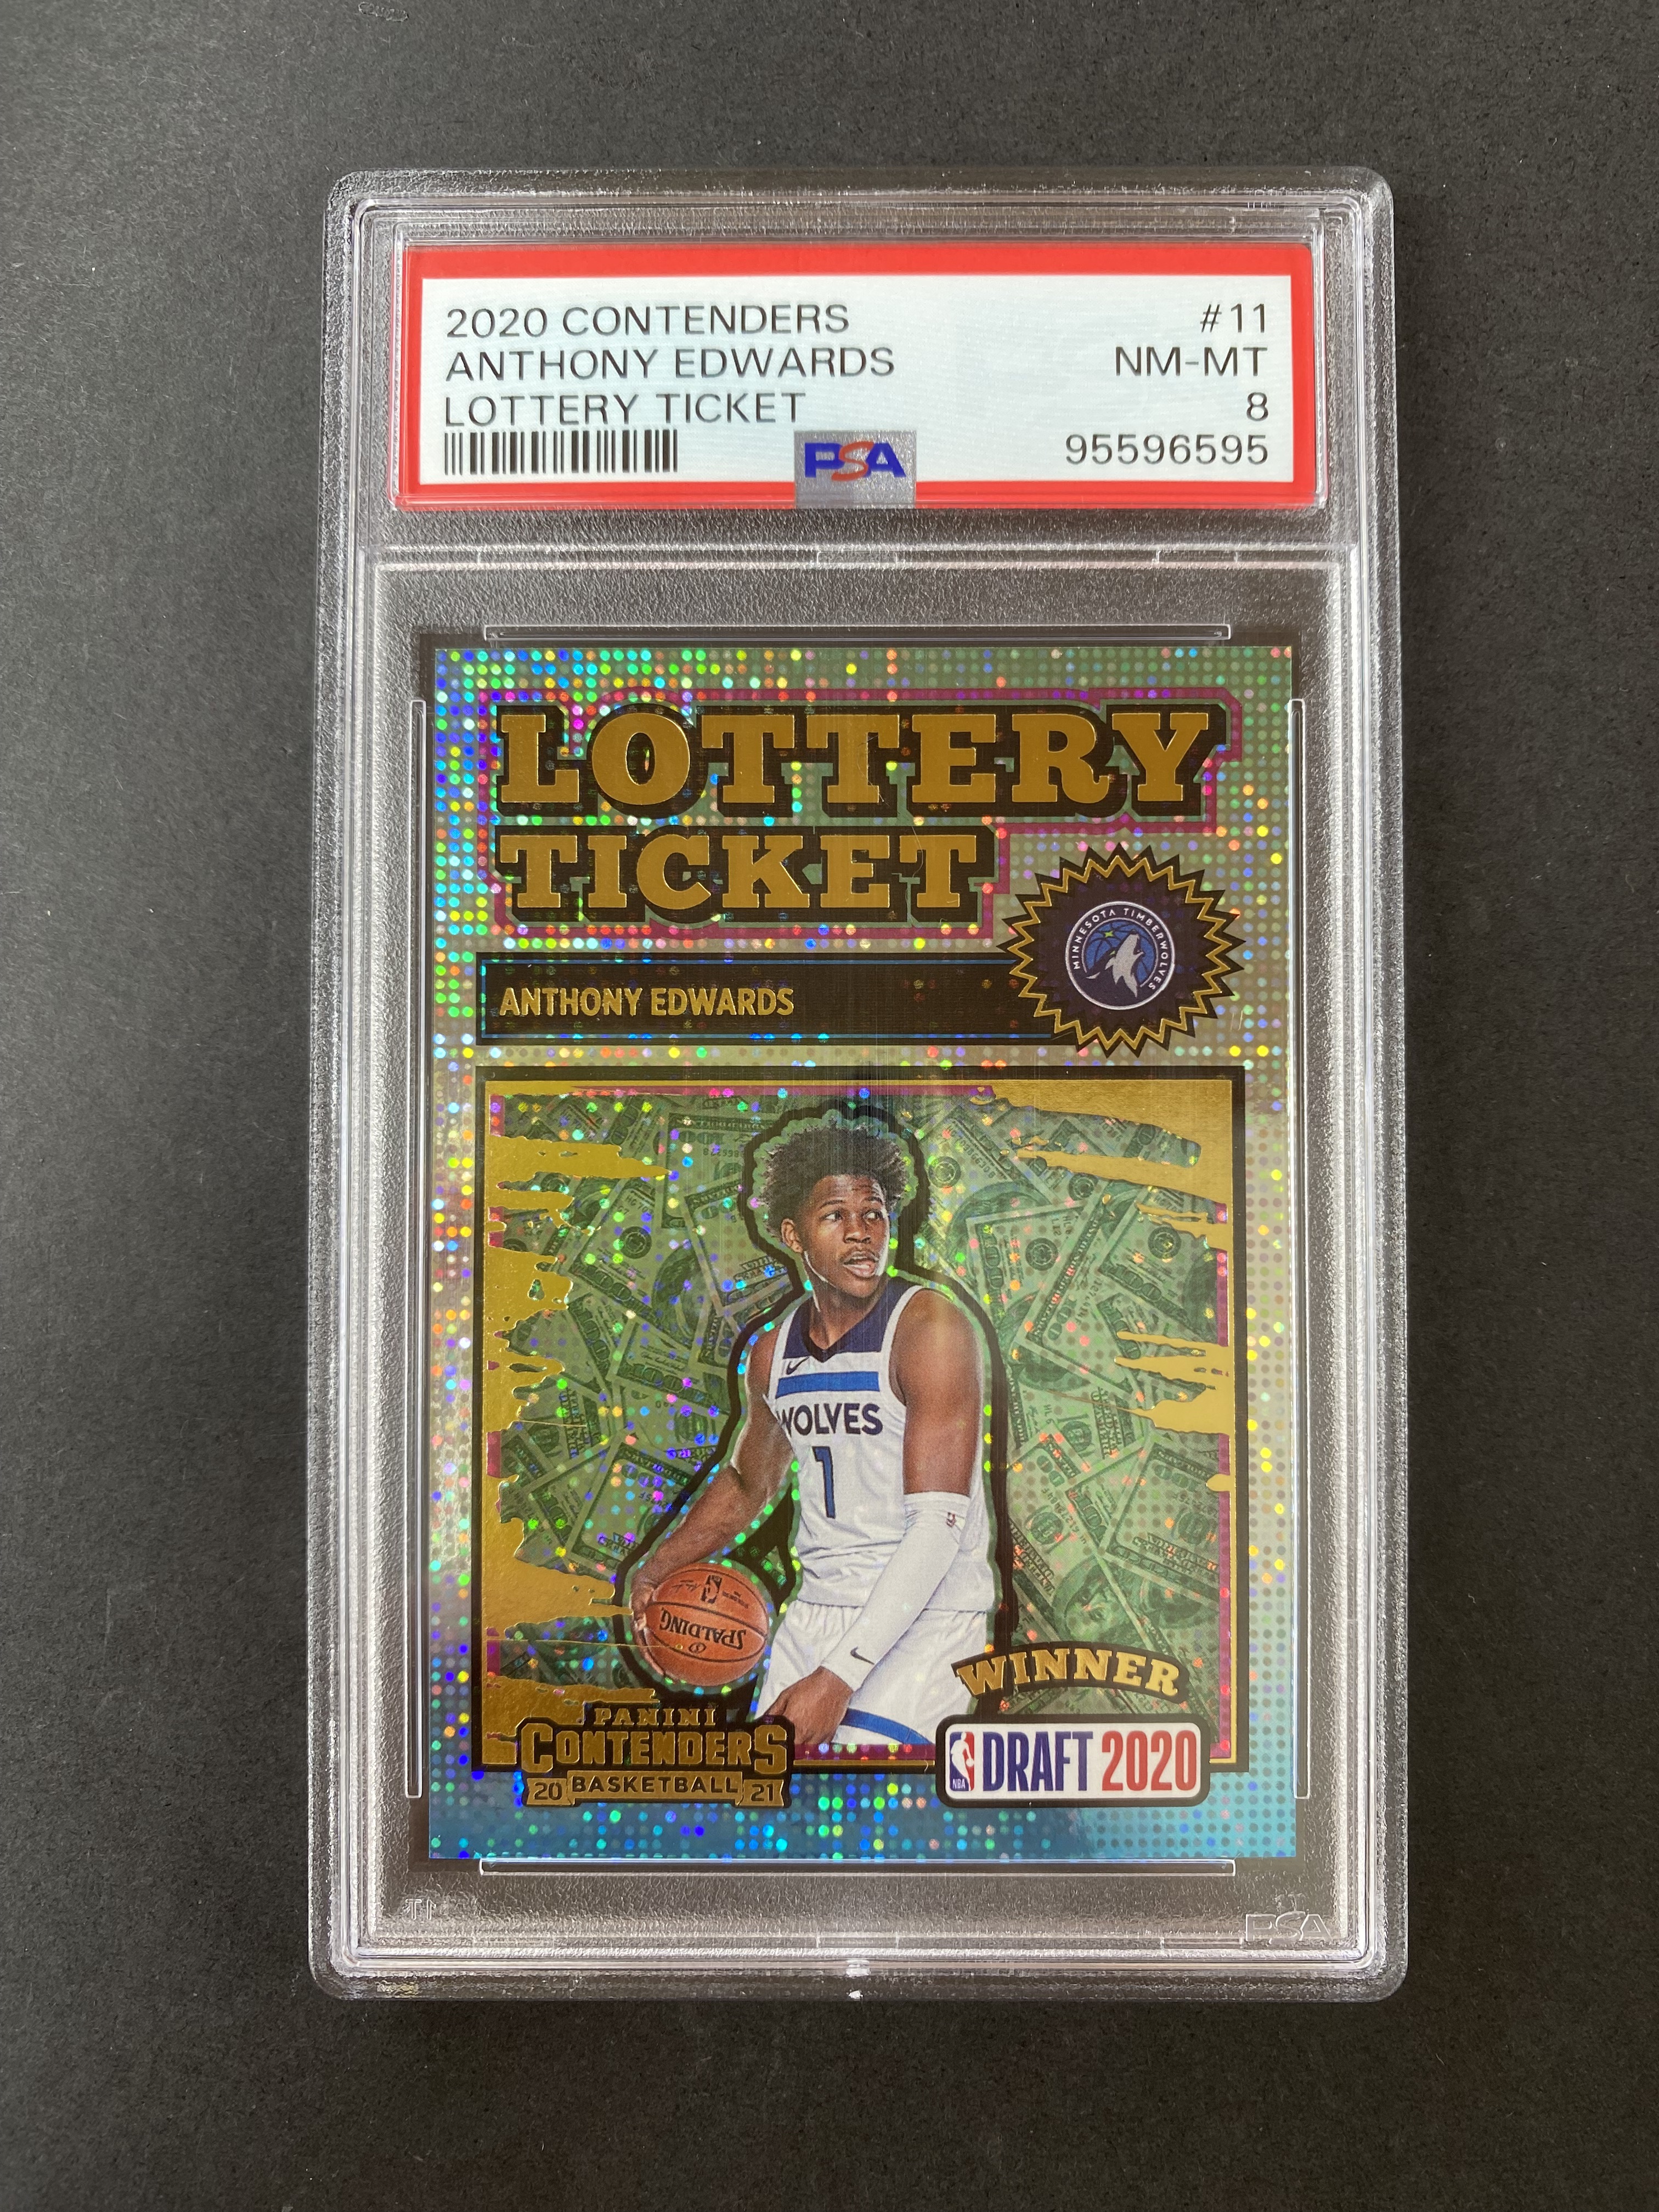 2020 CONTENDERS #11
ANTHONY EDWARDS NM-MT
LOTTERY TICKET 8
PSA 95596595
LOTTERY
TICKET
MINNESOTA TIMBERWOLVES
ANTHONY EDWARDS
WOLVES
1
SPALDING
WINNER
PANINI
CONTENDERS
20 BASKETBALL 21
NBA DRAFT 2020
PSA